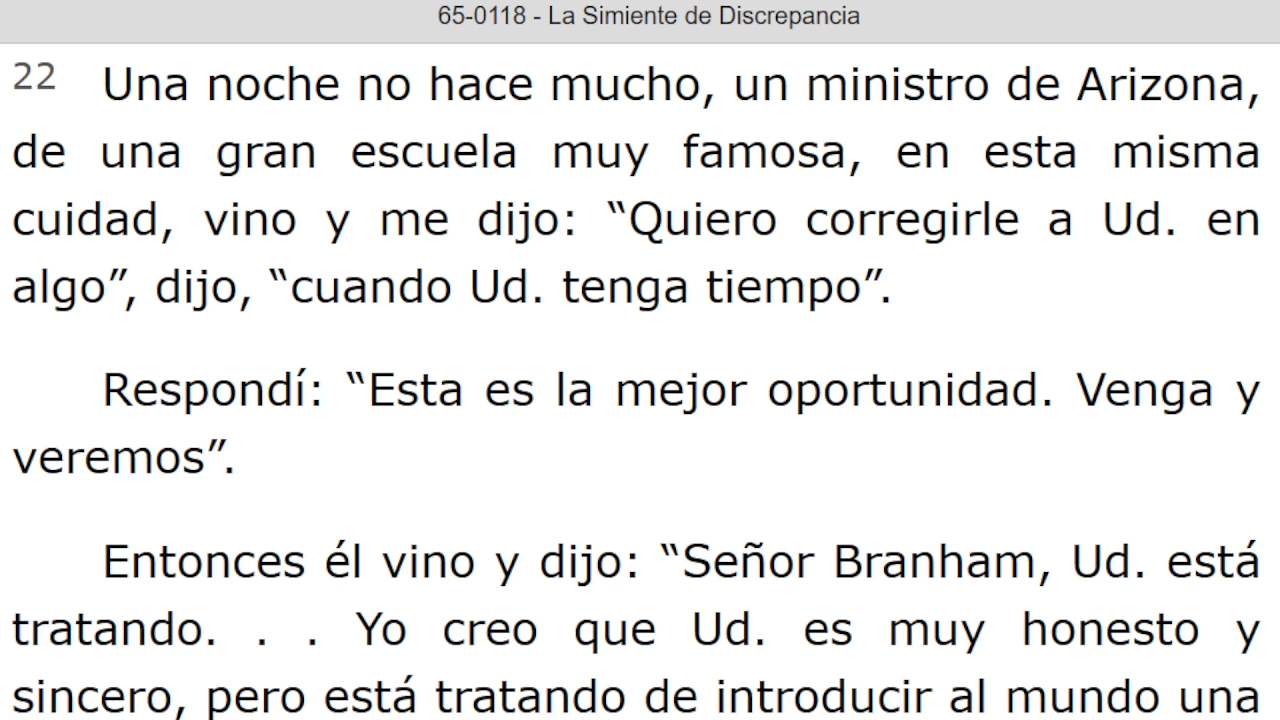 65-0118 - La Simiente de Discrepancia
22 Una noche no hace mucho, un ministro de Arizona,
de una gran escuela muy famosa, en esta misma
cuidad, vino y me dijo: “Quiero corregirle a Ud. en
algo”, dijo, “cuando Ud. tenga tiempo”.
Respondí: “Esta es la mejor oportunidad. Venga y
veremos”.
Entonces él vino y dijo: “Señor Branham, Ud. está
tratando. . . Yo creo que Ud. es muy honesto y
sincero, pero está tratando de introducir al mundo una